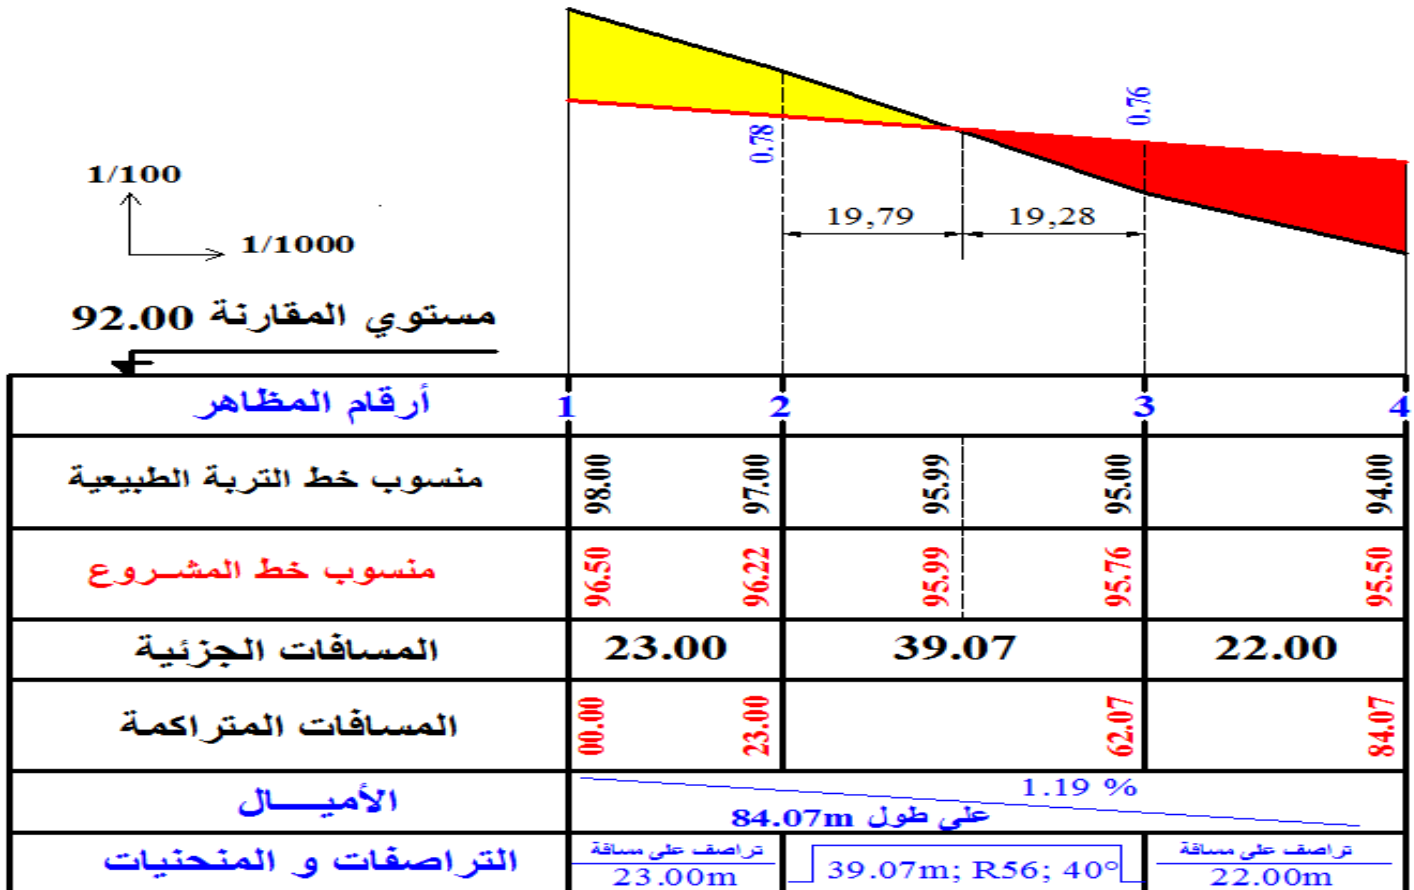 0.78
0.76
19,79
19,28
1/100
1/1000
مستوي المقارنة 92.00
أرقام المظاهر 1 2 3 4
منسوب خط التربة الطبيعية 98.00 97.00 95.99 95.00 94.00
منسوب خط المشـروع 96.50 96.22 95.99 95.76 95.50
المسافات الجزئية 23.00 39.07 22.00
المسافات المتراكمة 00.00 23.00 62.07 84.07
الأميـــال
1.19 %
علي طول 84.07m
التراصفات و المنحنيات
تراصف على مسافة
23.00m
39.07m; R56; 40°
تراصف على مسافة
22.00m